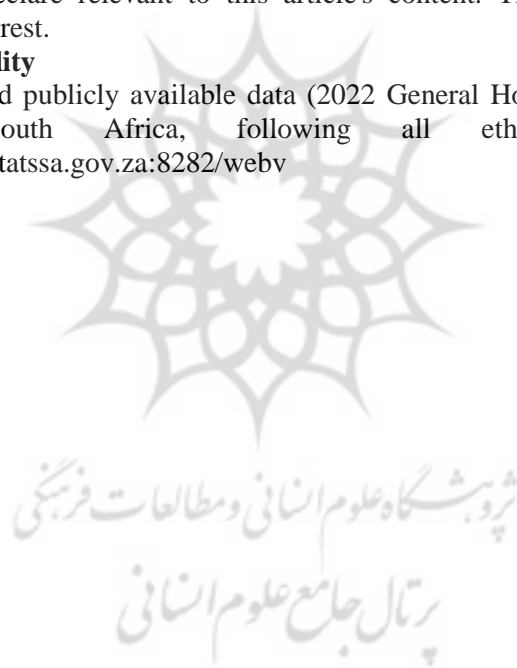 eclare relevant to this article's content. T
rest.
lity
d publicly available data (2022 General Ho
outh Africa, following all eth
tatssa.gov.za:8282/webv
پژوهشگاه علوم انسانی و مطالعات فرهنگی
پرتال جامع علوم انسانی